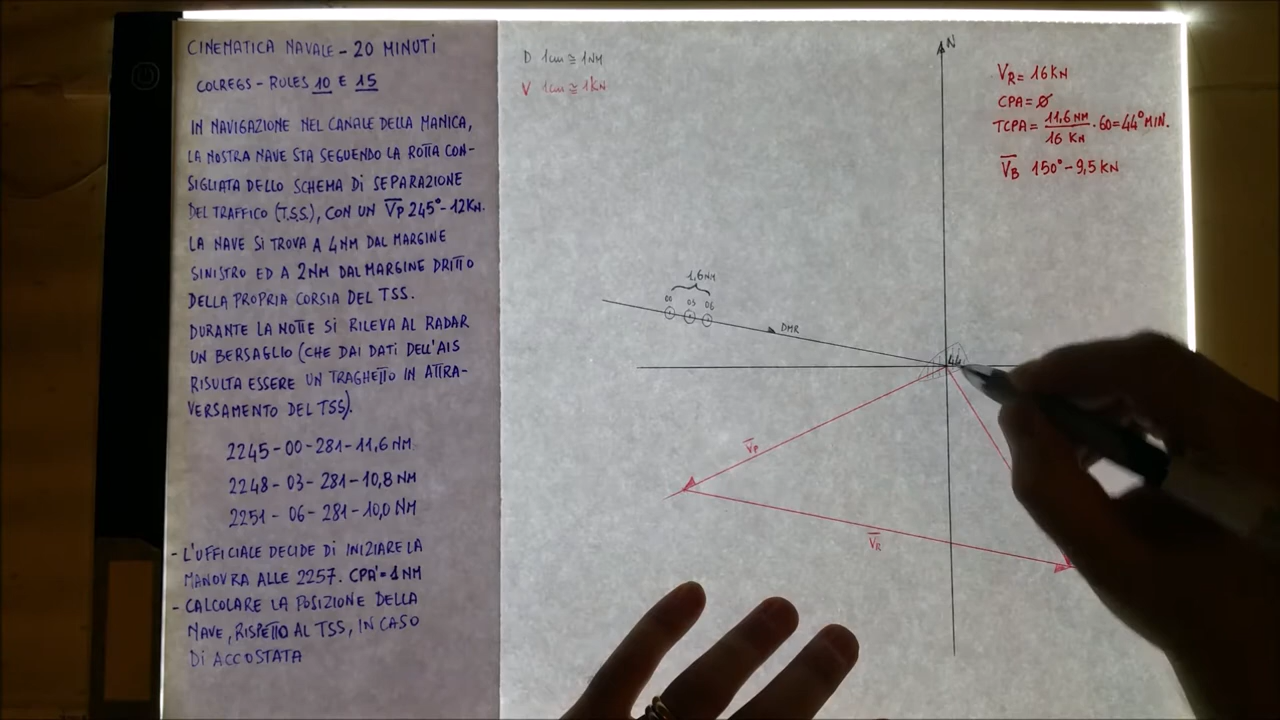 CINEMATICA NAVALE - 20 MINUTI
COLREGS - RULES 10 E 15
IN NAVIGAZIONE NEL CANALE DELLA MANICA,
LA NOSTRA NAVE STA SEGUENDO LA ROTTA CON-
SIGLIATA DELLO SCHEMA DI SEPARAZIONE
DEL TRAFFICO (T.S.S.), CON UN VP 245° - 12KN.
LA NAVE SI TROVA A 4NM DAL MARGINE
SINISTRO ED A 2NM DAL MARGINE DRITTO
DELLA PROPRIA CORSIA DEL TSS.
DURANTE LA NOTTE SI RILEVA AL RADAR
UN BERSAGLIO (CHE DAI DATI DELL'AIS
RISULTA ESSERE UN TRAGHETTO IN ATTRA-
VERSAMENTO DEL TSS).
2245 - 00 - 281 - 11,6 NM
2248 - 03 - 281 - 10,8 NM
2251 - 06 - 281 - 10,0 NM
- L'UFFICIALE DECIDE DI INIZIARE LA
MANOVRA ALLE 2257. CPA'= 1 NM
- CALCOLARE LA POSIZIONE DELLA
NAVE, RISPETTO AL TSS, IN CASO
DI ACCOSTATA
D 1cm ≅ 1NM
V 1cm ≅ 1KN
N
VR = 16KN
CPA = Ø
TCPA = 11,6 NM / 16 KN · 60 = 44° MIN.
VB 150° - 9,5 KN
1,6NM
00 03 06
DMR
44
VP
VR